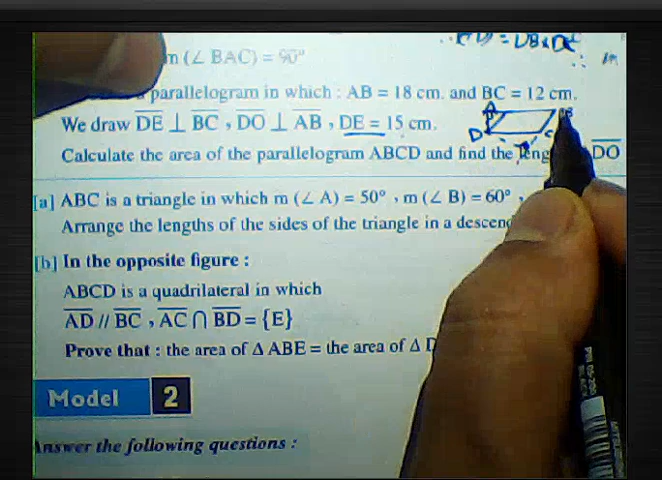 m (∠ BAC) = 90°
parallelogram in which : AB = 18 cm. and BC = 12 cm.
We draw DE ⊥ BC , DO ⊥ AB , DE = 15 cm.
Calculate the area of the parallelogram ABCD and find the leng DO
[a] ABC is a triangle in which m (∠ A) = 50° , m (∠ B) = 60° ,
Arrange the lengths of the sides of the triangle in a descen
[b] In the opposite figure :
ABCD is a quadrilateral in which
AD // BC , AC ∩ BD = {E}
Prove that : the area of Δ ABE = the area of Δ D
Model 2
Answer the following questions :